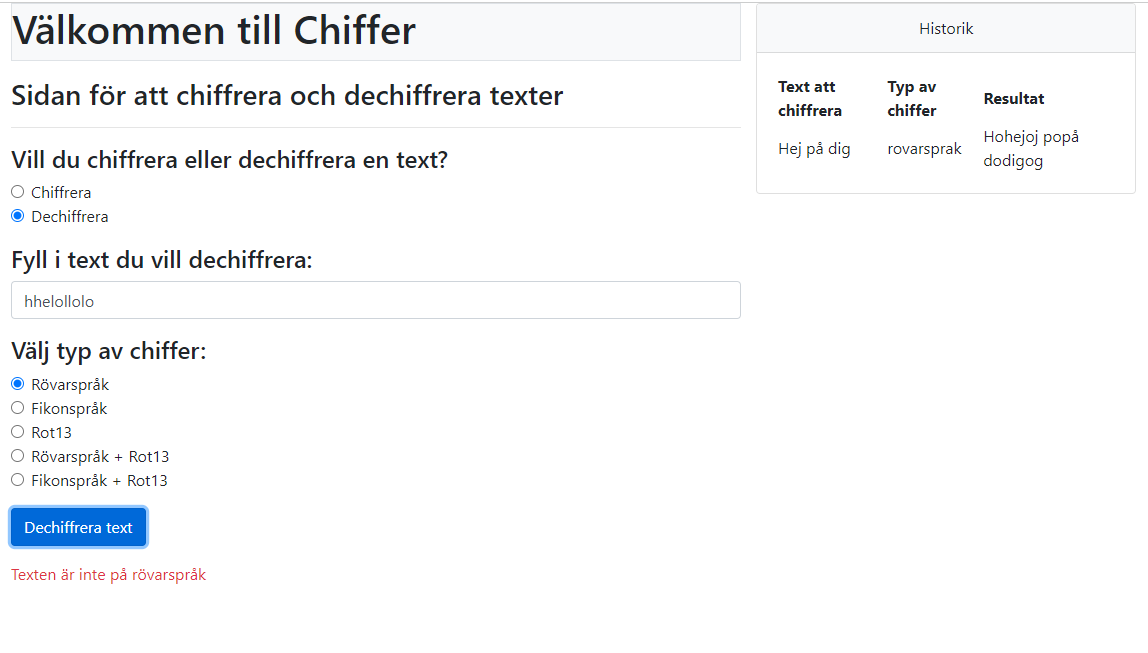 Välkommen till Chiffer
Sidan för att chiffrera och dechiffrera texter
Vill du chiffrera eller dechiffrera en text?
Chiffrera
Dechiffrera
Fyll i text du vill dechiffrera:
hhelollolo
Välj typ av chiffer:
Rövarspråk
Fikonspråk
Rot13
Rövarspråk + Rot13
Fikonspråk + Rot13
Dechiffrera text
Texten är inte på rövarspråk
Historik
Text att
chiffrera
Typ av
chiffer
Resultat
Hej på dig
rovarsprak
Hohejoj popå
dodigog